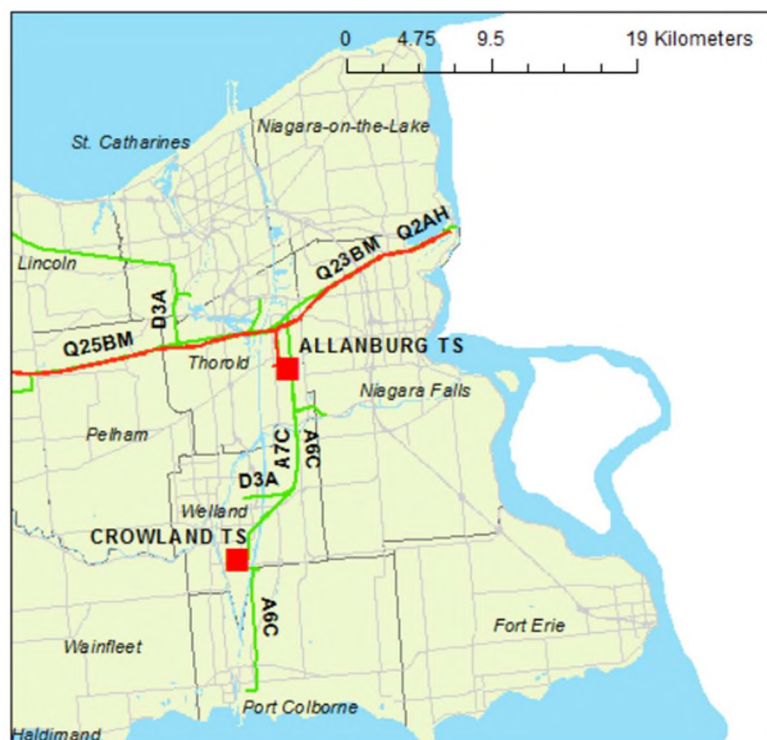 0 4.75 9.5 19 Kilometers
Niagara-on-the-Lake
St. Catharines
Q2AH
Q23BM
Lincoln
D3A
Q25BM
ALLANBURG TS
Thorold
Niagara Falls
Pelham
A7C
A6C
D3A
Welland
CROWLAND TS
A6C
Fort Erie
Wainfleet
Port Colborne
Haldimand